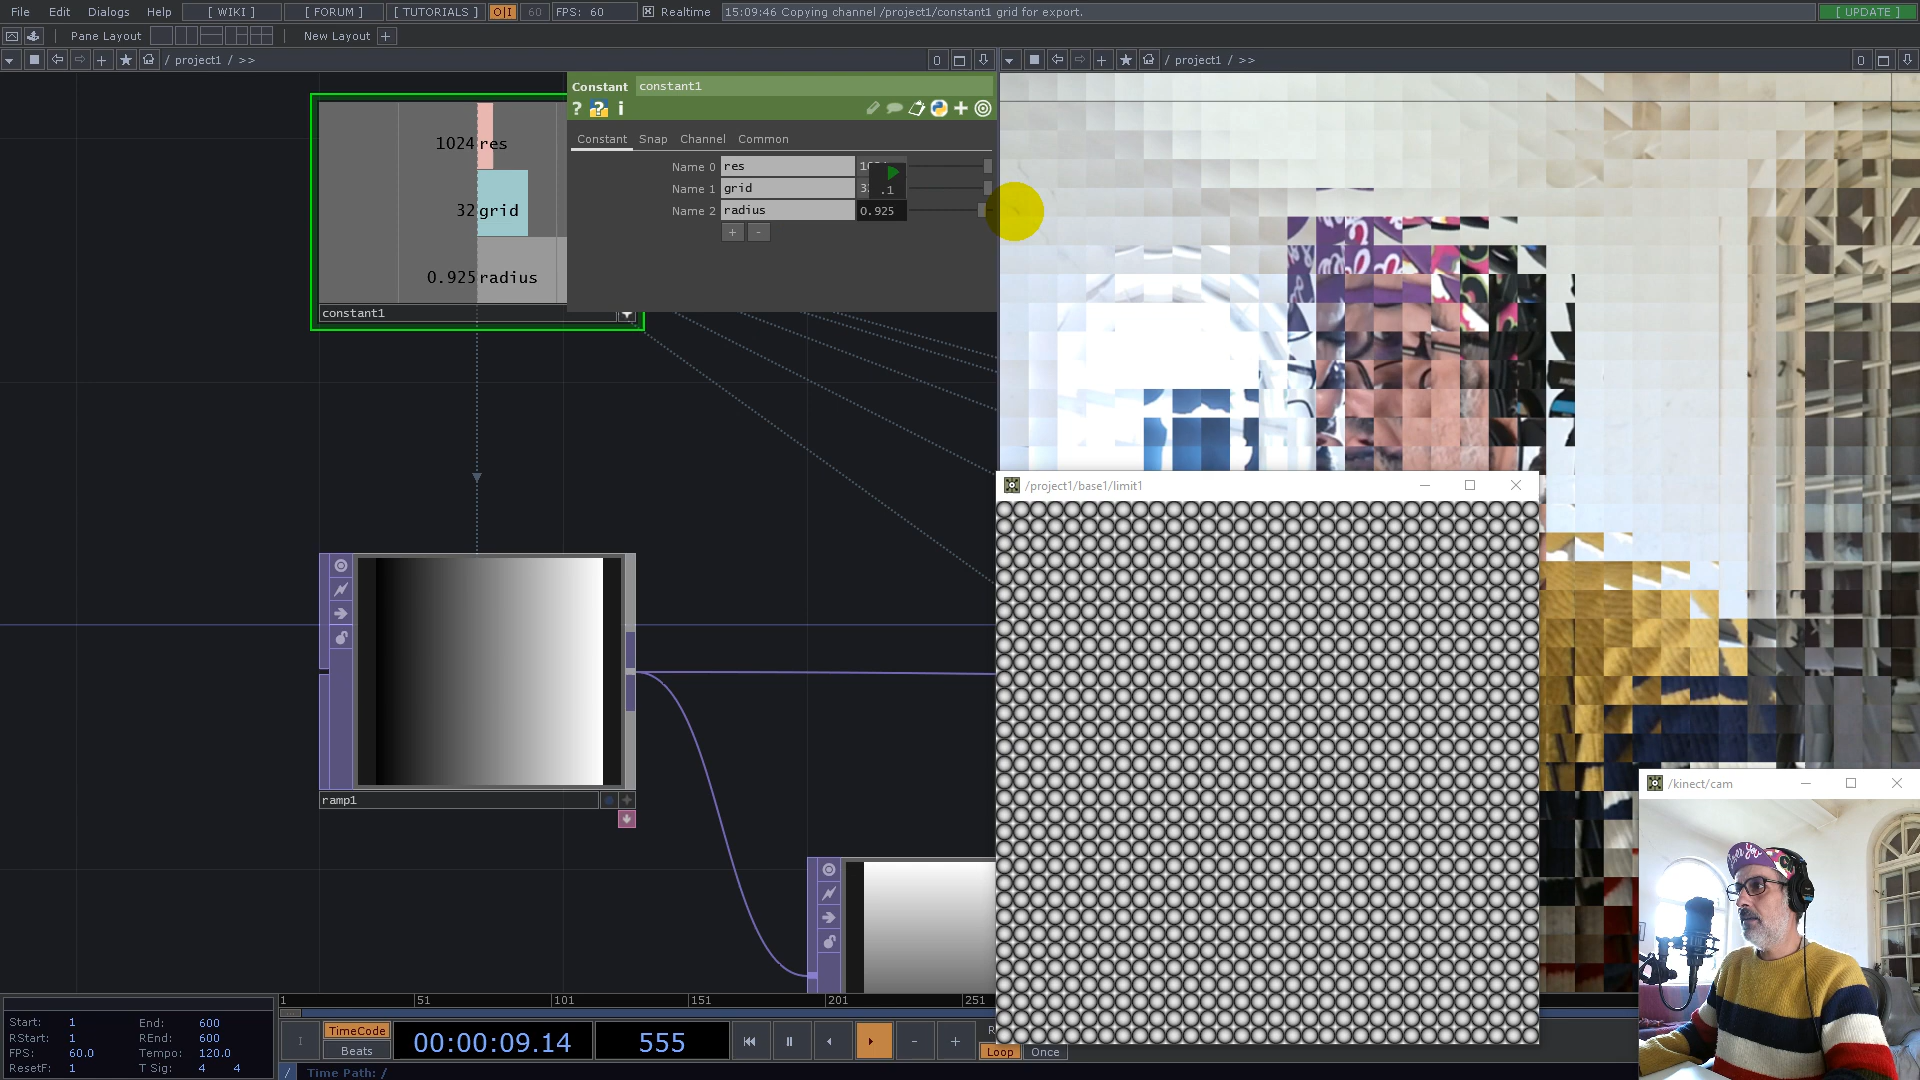 File Edit Dialogs Help [ WIKI ] [ FORUM ] [ TUTORIALS ] O|I 60 FPS: 60 Realtime 15:09:46 Copying channel /project1/constant1 grid for export. [ UPDATE ]
Pane Layout New Layout +
/ project1 / >> 0
/ project1 / >> 0
Constant constant1
? ? i
Constant Snap Channel Common
Name 0 res
Name 1 grid
Name 2 radius 0.925
.1
+ -
1024 res
32 grid
0.925 radius
constant1
ramp1
/project1/base1/limit1
/kinect/cam
1 51 101 151 201 251
Start: 1 End: 600
RStart: 1 REnd: 600
FPS: 60.0 Tempo: 120.0
ResetF: 1 T Sig: 4 4
TimeCode
Beats
00:00:09.14
555
Loop Once
/ Time Path: /